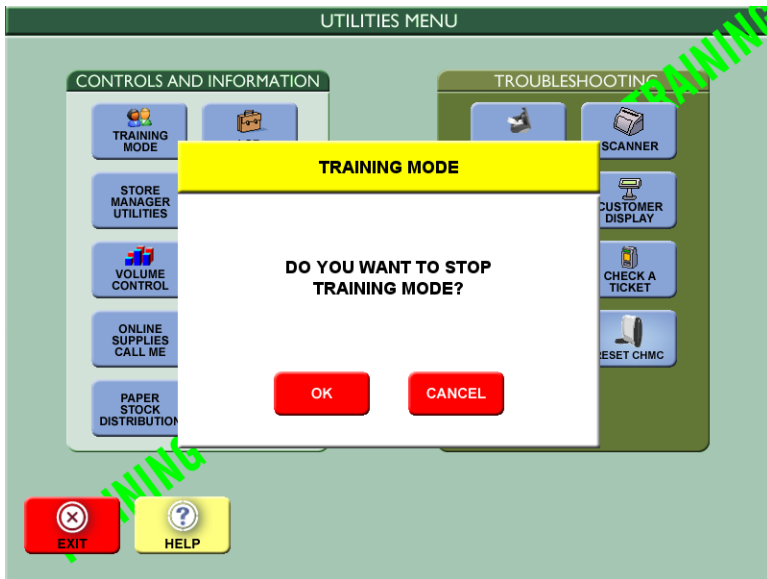 UTILITIES MENU
CONTROLS AND INFORMATION
TRAINING
MODE
STORE
MANAGER
UTILITIES
VOLUME
CONTROL
ONLINE
SUPPLIES
CALL ME
PAPER
STOCK
DISTRIBUTION
TROUBLESHOOTING
SCANNER
CUSTOMER
DISPLAY
CHECK A
TICKET
RESET CHMC
TRAINING MODE
DO YOU WANT TO STOP
TRAINING MODE?
OK
CANCEL
EXIT
HELP
TRAINING